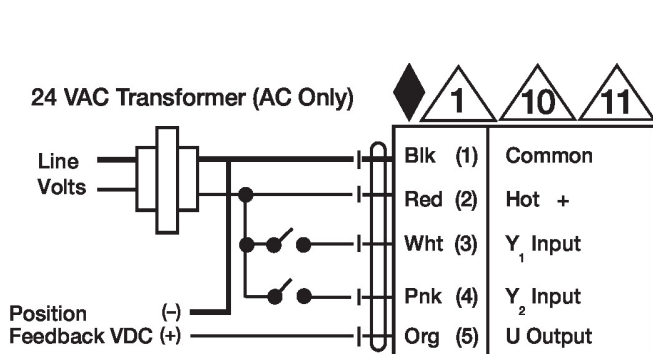 24 VAC Transformer (AC Only)
1 10 11
Line
Volts
Blk (1) Common
Red (2) Hot +
Wht (3) Y1 Input
Pnk (4) Y2 Input
Org (5) U Output
Position (–)
Feedback VDC (+)